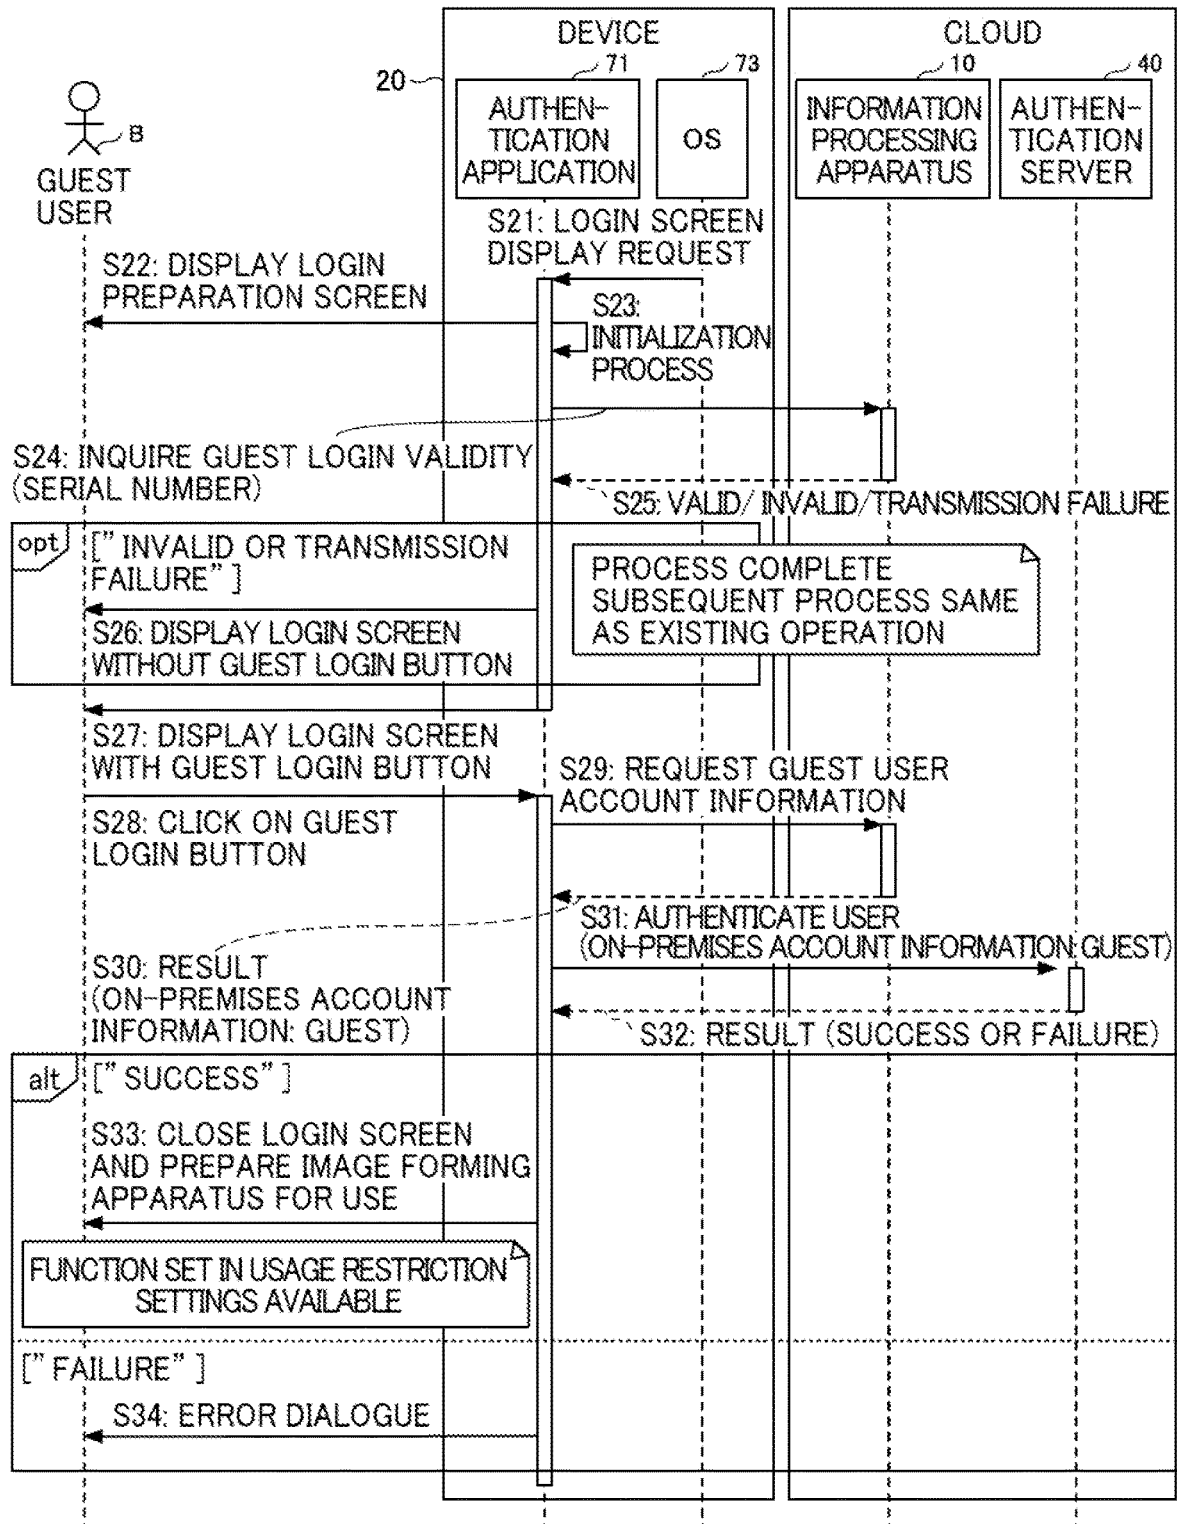 DEVICE
CLOUD
20
71
73
10
40
AUTHEN-
TICATION
APPLICATION
OS
INFORMATION
PROCESSING
APPARATUS
AUTHEN-
TICATION
SERVER
B
GUEST
USER
S21: LOGIN SCREEN
DISPLAY REQUEST
S22: DISPLAY LOGIN
PREPARATION SCREEN
S23:
INITIALIZATION
PROCESS
S24: INQUIRE GUEST LOGIN VALIDITY
(SERIAL NUMBER)
S25: VALID/ INVALID/TRANSMISSION FAILURE
opt
[" INVALID OR TRANSMISSION
FAILURE" ]
PROCESS COMPLETE
SUBSEQUENT PROCESS SAME
AS EXISTING OPERATION
S26: DISPLAY LOGIN SCREEN
WITHOUT GUEST LOGIN BUTTON
S27: DISPLAY LOGIN SCREEN
WITH GUEST LOGIN BUTTON
S28: CLICK ON GUEST
LOGIN BUTTON
S29: REQUEST GUEST USER
ACCOUNT INFORMATION
S30: RESULT
(ON-PREMISES ACCOUNT
INFORMATION: GUEST)
S31: AUTHENTICATE USER
(ON-PREMISES ACCOUNT INFORMATION: GUEST)
S32: RESULT (SUCCESS OR FAILURE)
alt
[" SUCCESS" ]
S33: CLOSE LOGIN SCREEN
AND PREPARE IMAGE FORMING
APPARATUS FOR USE
FUNCTION SET IN USAGE RESTRICTION
SETTINGS AVAILABLE
[" FAILURE" ]
S34: ERROR DIALOGUE